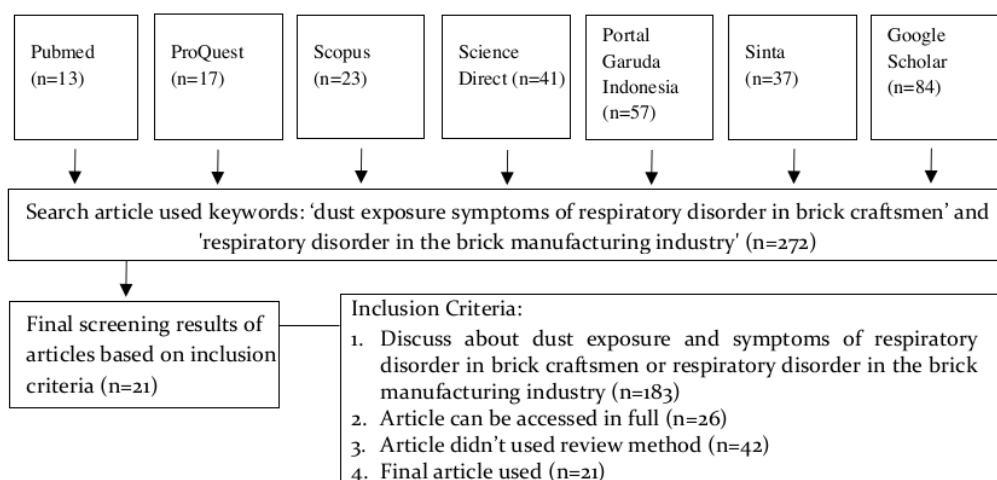 Pubmed
(n=13)
ProQuest
(n=17)
Scopus
(n=23)
Science
Direct (n=41)
Portal
Garuda
Indonesia
(n=57)
Sinta
(n=37)
Google
Scholar
(n=84)
Search article used keywords: ‘dust exposure symptoms of respiratory disorder in brick craftsmen’ and
'respiratory disorder in the brick manufacturing industry' (n=272)
Final screening results of
articles based on inclusion
criteria (n=21)
Inclusion Criteria:
1. Discuss about dust exposure and symptoms of respiratory
disorder in brick craftsmen or respiratory disorder in the brick
manufacturing industry (n=183)
2. Article can be accessed in full (n=26)
3. Article didn’t used review method (n=42)
4. Final article used (n=21)